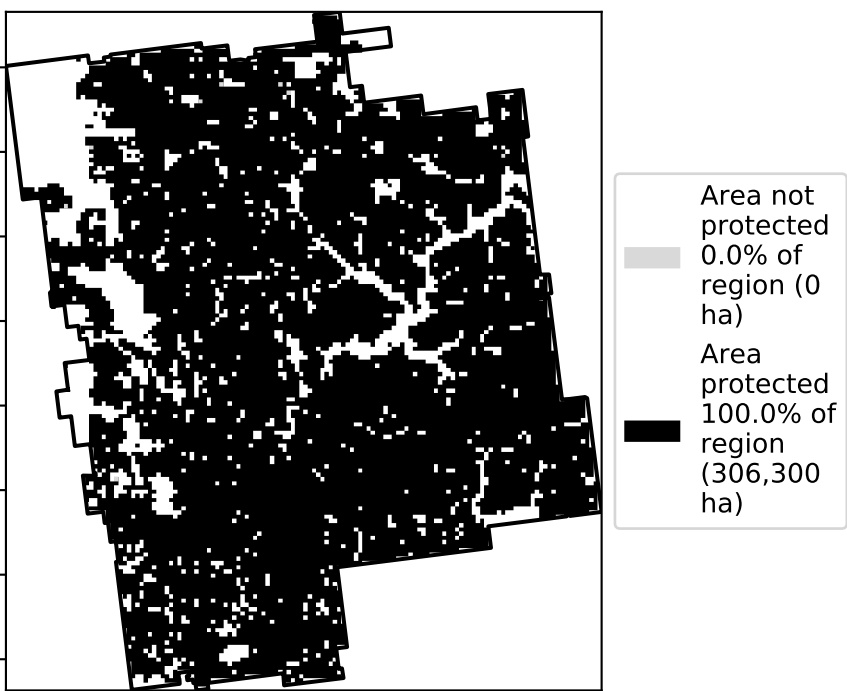 Area not
protected
0.0% of
region (0
ha)
Area
protected
100.0% of
region
(306,300
ha)